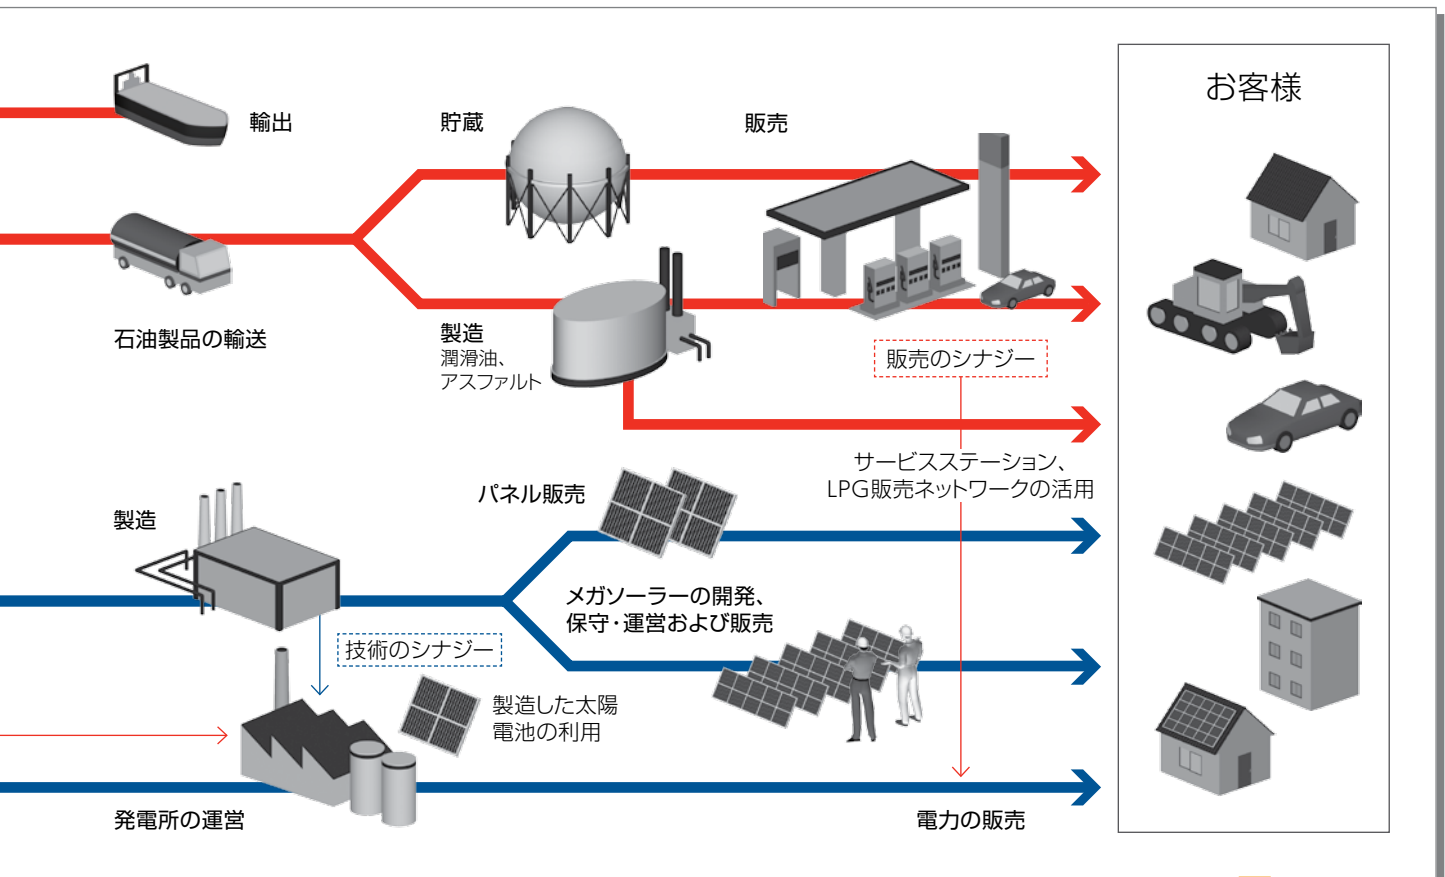 お客様
輸出
貯蔵
販売
石油製品の輸送
製造
潤滑油、
アスファルト
販売のシナジー
サービスステーション、
LPG販売ネットワークの活用
パネル販売
製造
メガソーラーの開発、
保守・運営および販売
技術のシナジー
製造した太陽
電池の利用
発電所の運営
電力の販売